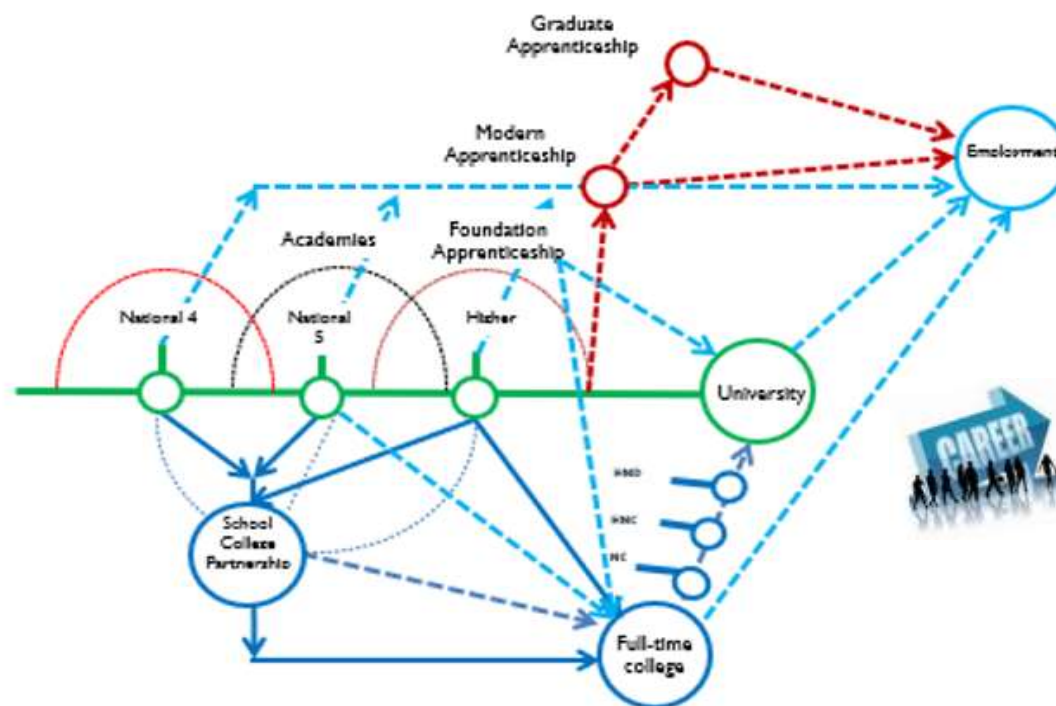 Graduate
Apprenticeship
Modern
Apprenticeship
Employment
Academies
Foundation
Apprenticeship
National 4
National
5
Higher
University
CAREER
HND
HNC
NC
School
College
Partnership
Full-time
college